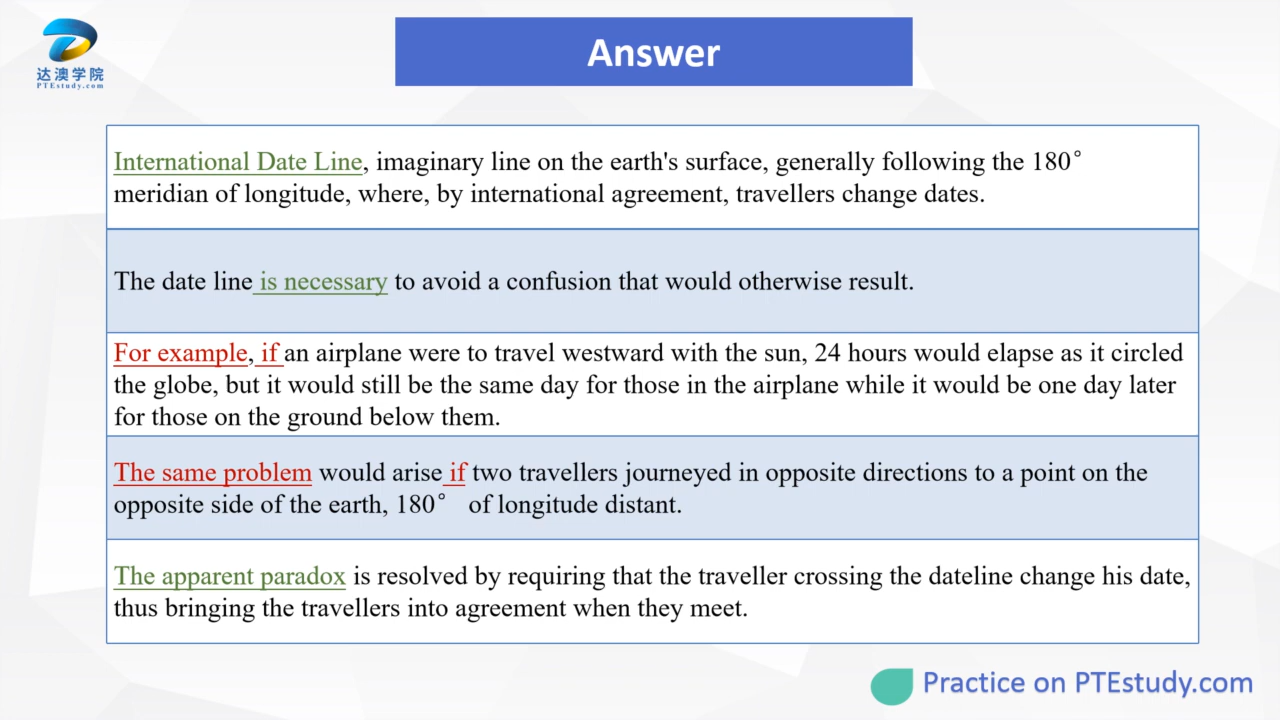 达澳学院
PTEstudy.com
Answer
International Date Line, imaginary line on the earth's surface, generally following the 180°
meridian of longitude, where, by international agreement, travellers change dates.
The date line is necessary to avoid a confusion that would otherwise result.
For example, if an airplane were to travel westward with the sun, 24 hours would elapse as it circled
the globe, but it would still be the same day for those in the airplane while it would be one day later
for those on the ground below them.
The same problem would arise if two travellers journeyed in opposite directions to a point on the
opposite side of the earth, 180° of longitude distant.
The apparent paradox is resolved by requiring that the traveller crossing the dateline change his date,
thus bringing the travellers into agreement when they meet.
Practice on PTEstudy.com